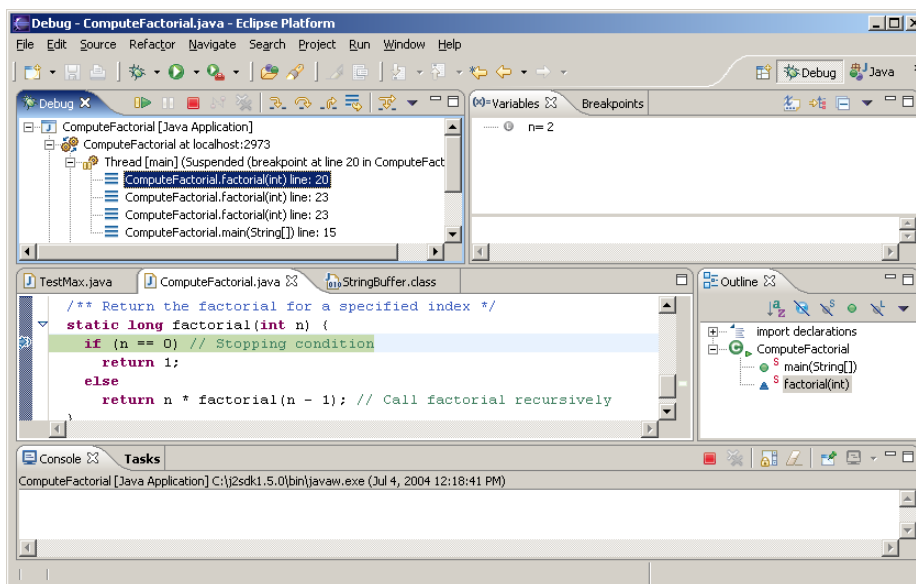 Debug - ComputeFactorial.java - Eclipse Platform
File Edit Source Refactor Navigate Search Project Run Window Help
Debug Java
Debug
ComputeFactorial [Java Application]
ComputeFactorial at localhost:2973
Thread [main] (Suspended (breakpoint at line 20 in ComputeFact
ComputeFactorial.factorial(int) line: 20
ComputeFactorial.factorial(int) line: 23
ComputeFactorial.factorial(int) line: 23
ComputeFactorial.main(String[]) line: 15
(x)= Variables Breakpoints
n= 2
TestMax.java ComputeFactorial.java StringBuffer.class
/** Return the factorial for a specified index */
static long factorial(int n) {
if (n == 0) // Stopping condition
return 1;
else
return n * factorial(n - 1); // Call factorial recursively
}
Outline
import declarations
ComputeFactorial
S main(String[])
S factorial(int)
Console Tasks
ComputeFactorial [Java Application] C:\j2sdk1.5.0\bin\javaw.exe (Jul 4, 2004 12:18:41 PM)